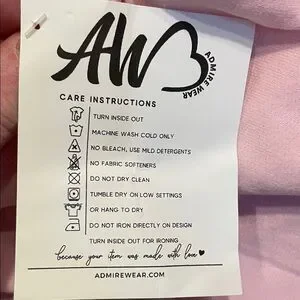 AW
ADMIRE WEAR
CARE INSTRUCTIONS
TURN INSIDE OUT
MACHINE WASH COLD ONLY
NO BLEACH, USE MILD DETERGENTS
NO FABRIC SOFTENERS
DO NOT DRY CLEAN
TUMBLE DRY ON LOW SETTINGS
OR HANG TO DRY
DO NOT IRON DIRECTLY ON DESIGN
TURN INSIDE OUT FOR IRONING
because your item was made with love
ADMIREWEAR.COM